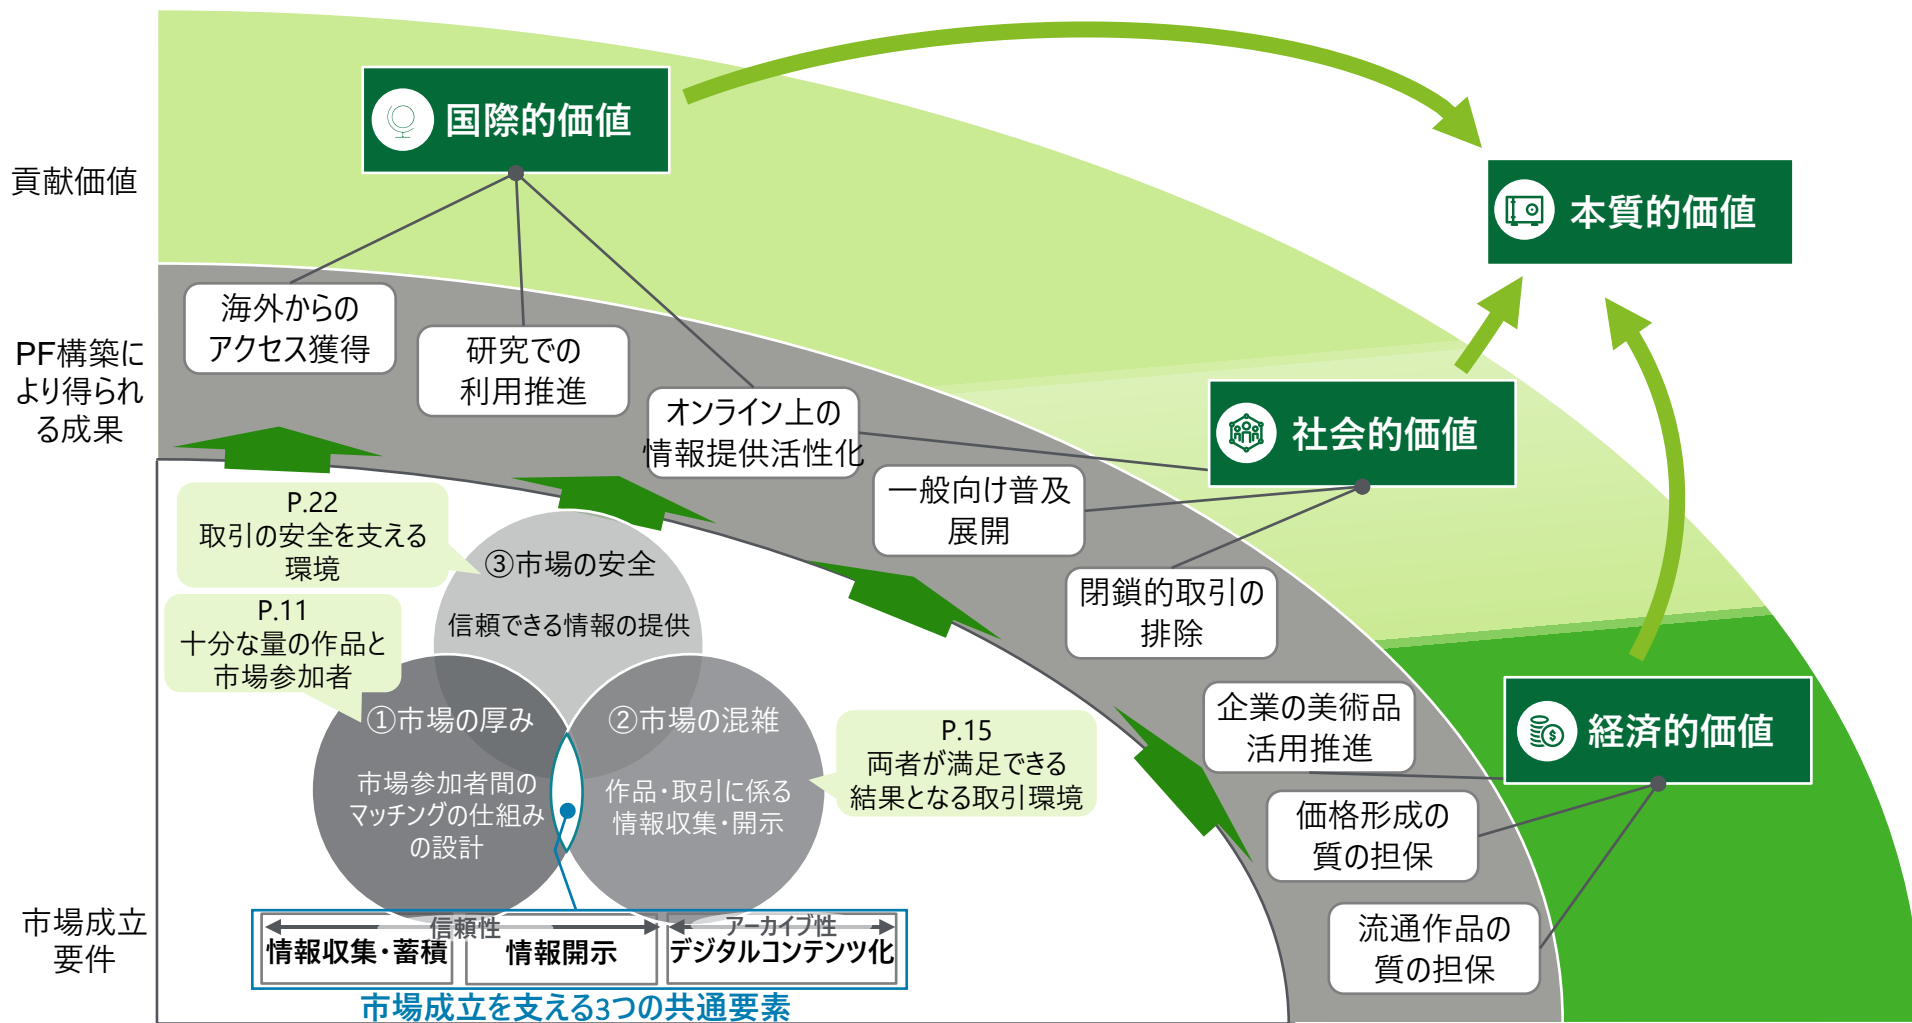 貢献価値
国際的価値
本質的価値
PF構築に
より得られ
る成果
海外からの
アクセス獲得
研究での
利用推進
オンライン上の
情報提供活性化
社会的価値
一般向け普及
展開
閉鎖的取引の
排除
経済的価値
企業の美術品
活用推進
価格形成の
質の担保
流通作品の
質の担保
市場成立
要件
P.22
取引の安全を支える
環境
③市場の安全
信頼できる情報の提供
P.11
十分な量の作品と
市場参加者
①市場の厚み
市場参加者間の
マッチングの仕組み
の設計
②市場の混雑
作品・取引に係る
情報収集・開示
P.15
両者が満足できる
結果となる取引環境
信頼性
アーカイブ性
情報収集・蓄積
情報開示
デジタルコンテンツ化
市場成立を支える3つの共通要素